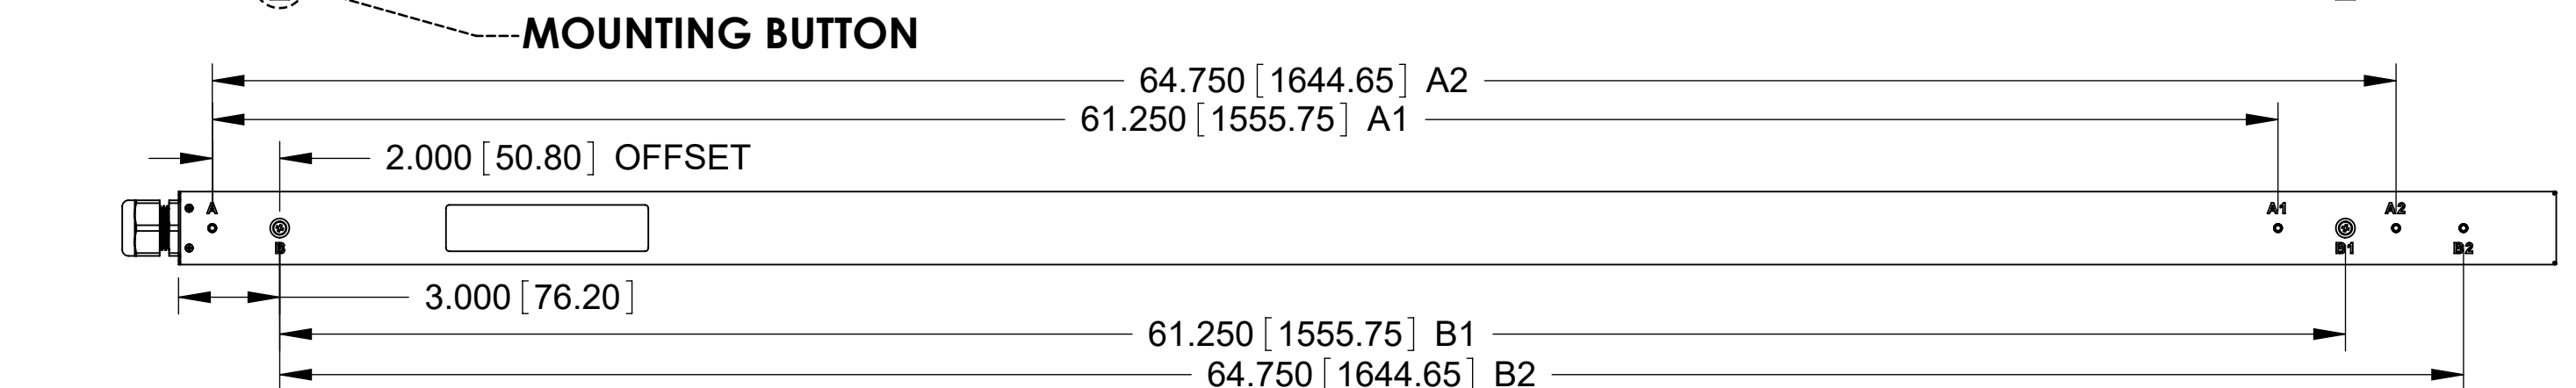 MOUNTING BUTTON
64.750 [1644.65] A2
61.250 [1555.75] A1
2.000 [50.80] OFFSET
A
A1
A2
B
B1
B2
3.000 [76.20]
61.250 [1555.75] B1
64.750 [1644.65] B2